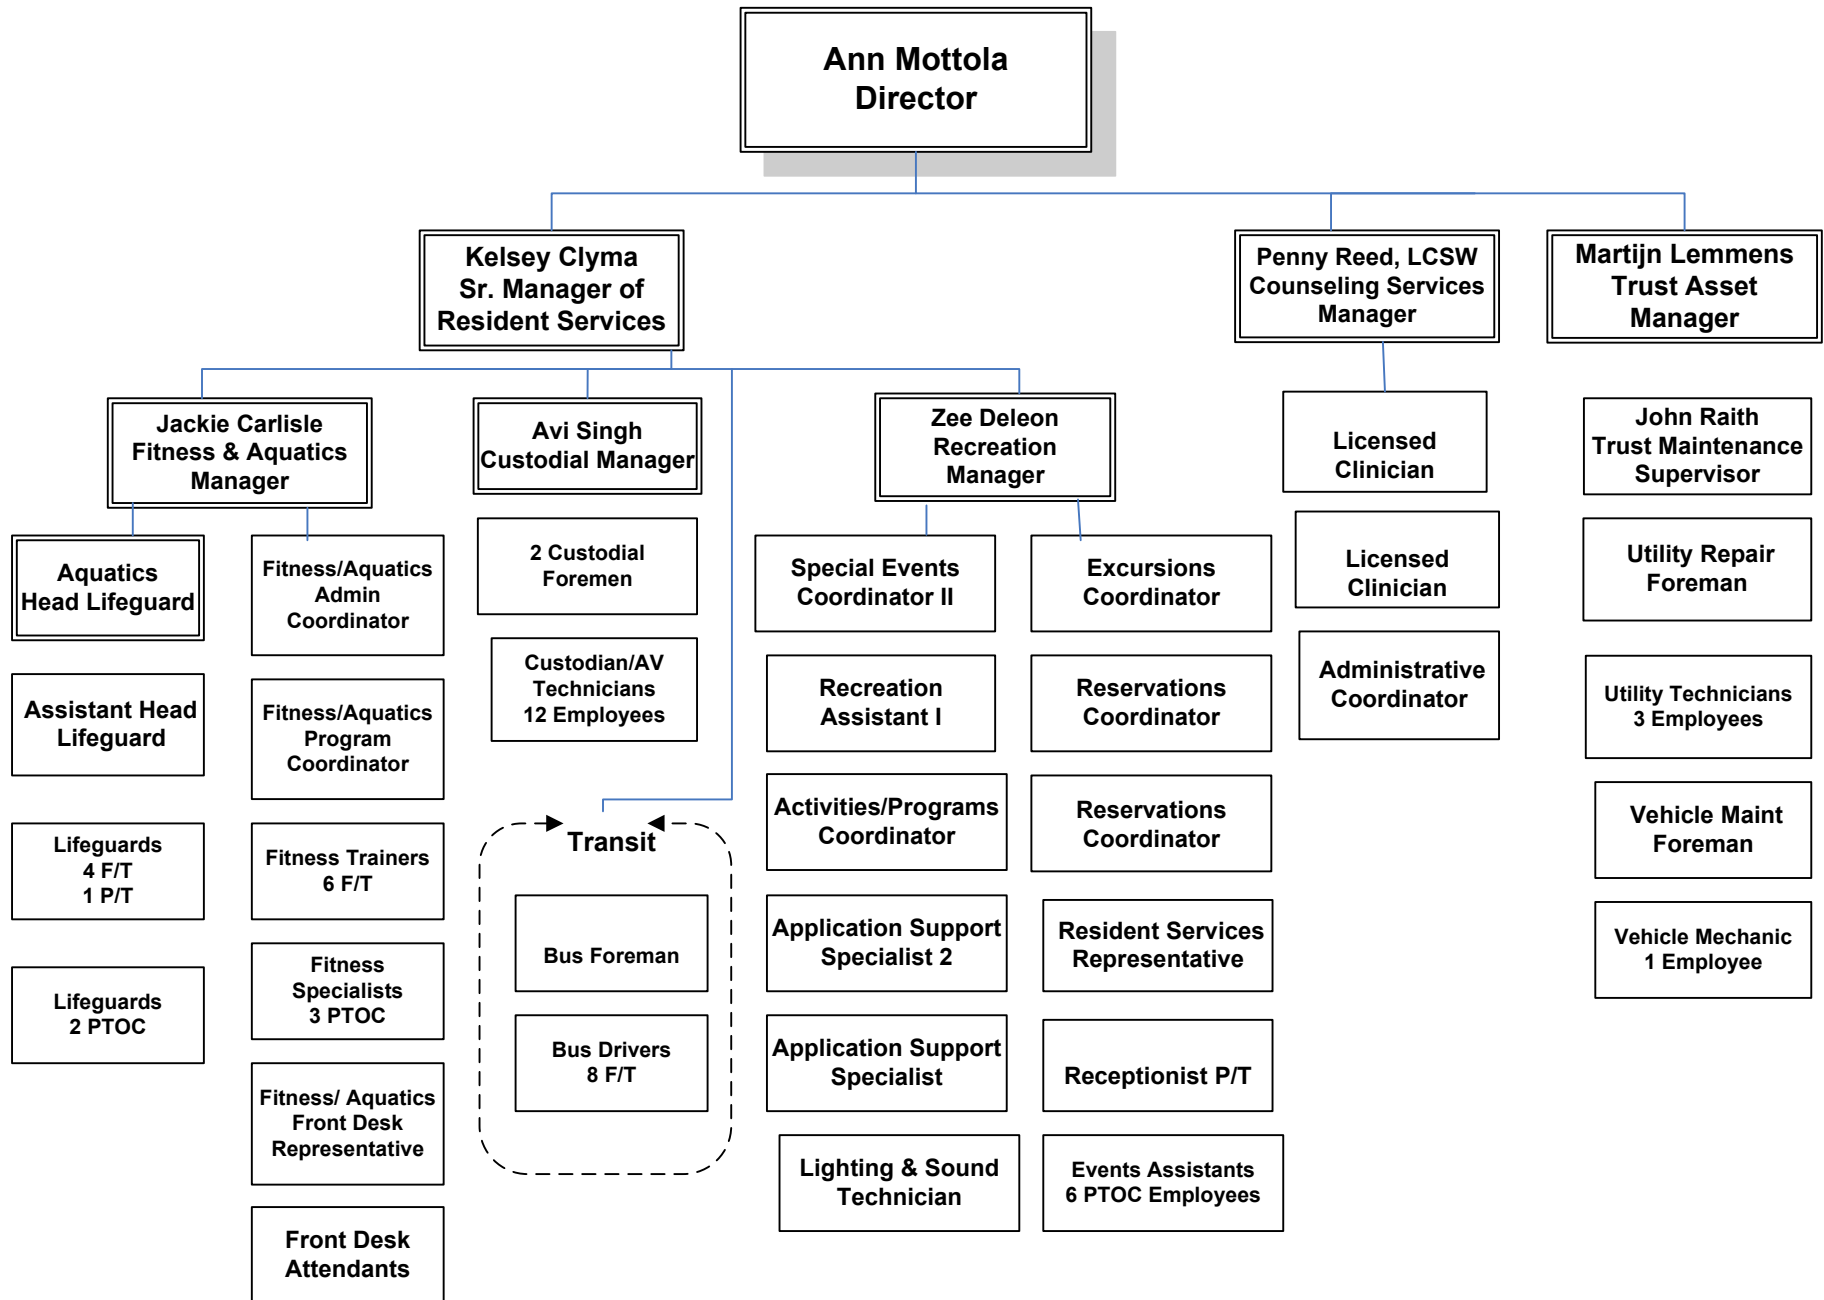 Ann Mottola
Director
Kelsey Clyma
Sr. Manager of
Resident Services
Penny Reed, LCSW
Counseling Services
Manager
Martijn Lemmens
Trust Asset
Manager
Jackie Carlisle
Fitness & Aquatics
Manager
Avi Singh
Custodial Manager
Zee Deleon
Recreation
Manager
Aquatics
Head Lifeguard
Assistant Head
Lifeguard
Lifeguards
4 F/T
1 P/T
Lifeguards
2 PTOC
Fitness/Aquatics
Admin
Coordinator
Fitness/Aquatics
Program
Coordinator
Fitness Trainers
6 F/T
Fitness
Specialists
3 PTOC
Fitness/ Aquatics
Front Desk
Representative
Front Desk
Attendants
2 Custodial
Foremen
Custodian/AV
Technicians
12 Employees
Transit
Bus Foreman
Bus Drivers
8 F/T
Special Events
Coordinator II
Recreation
Assistant I
Activities/Programs
Coordinator
Application Support
Specialist 2
Application Support
Specialist
Lighting & Sound
Technician
Excursions
Coordinator
Reservations
Coordinator
Reservations
Coordinator
Resident Services
Representative
Receptionist P/T
Events Assistants
6 PTOC Employees
Licensed
Clinician
Licensed
Clinician
Administrative
Coordinator
John Raith
Trust Maintenance
Supervisor
Utility Repair
Foreman
Utility Technicians
3 Employees
Vehicle Maint
Foreman
Vehicle Mechanic
1 Employee